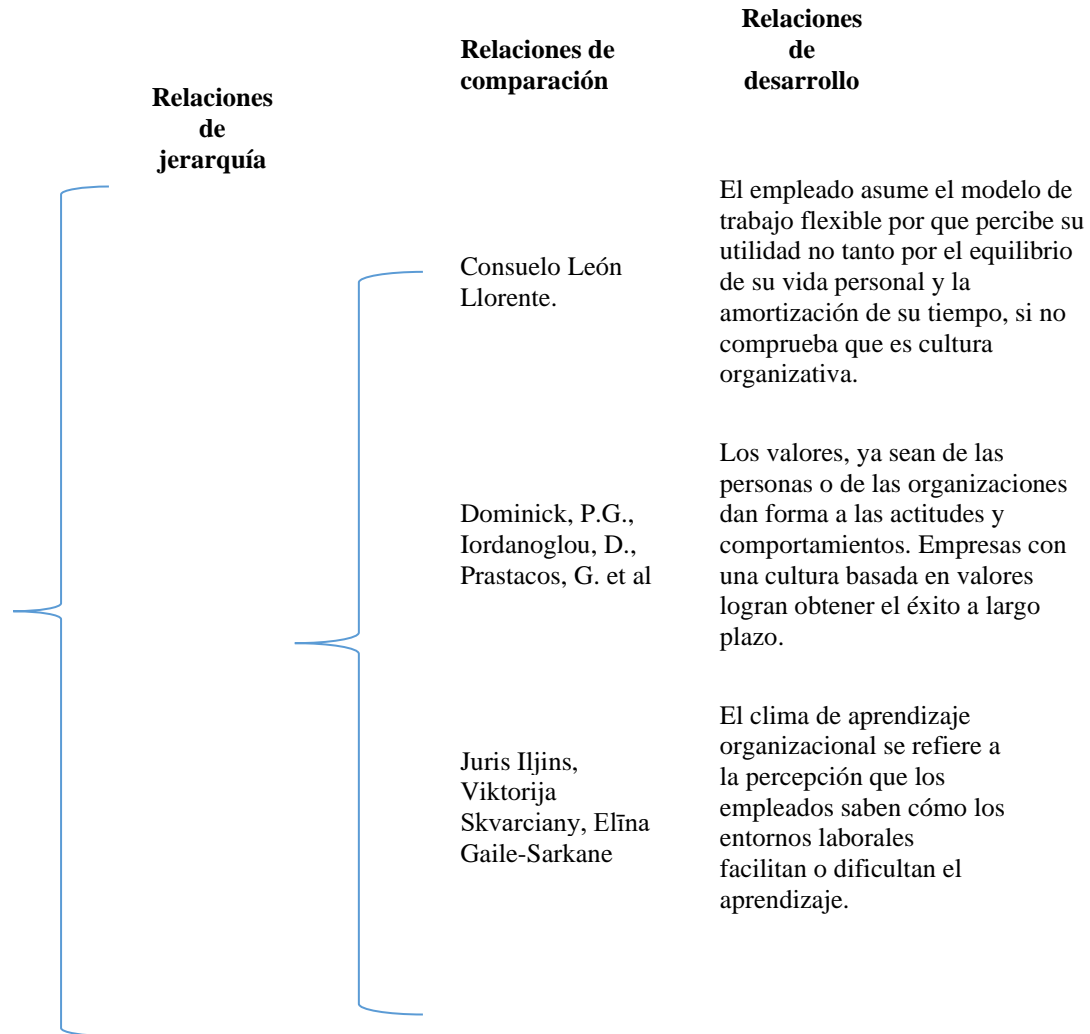 Relaciones
de
jerarquía
Relaciones de
comparación
Relaciones
de
desarrollo
Consuelo León
Llorente.
El empleado asume el modelo de
trabajo flexible por que percibe su
utilidad no tanto por el equilibrio
de su vida personal y la
amortización de su tiempo, si no
comprueba que es cultura
organizativa.
Dominick, P.G.,
Iordanoglou, D.,
Prastacos, G. et al
Los valores, ya sean de las
personas o de las organizaciones
dan forma a las actitudes y
comportamientos. Empresas con
una cultura basada en valores
logran obtener el éxito a largo
plazo.
Juris Iljins,
Viktorija
Skvarciany, Elīna
Gaile-Sarkane
El clima de aprendizaje
organizacional se refiere a
la percepción que los
empleados saben cómo los
entornos laborales
facilitan o dificultan el
aprendizaje.